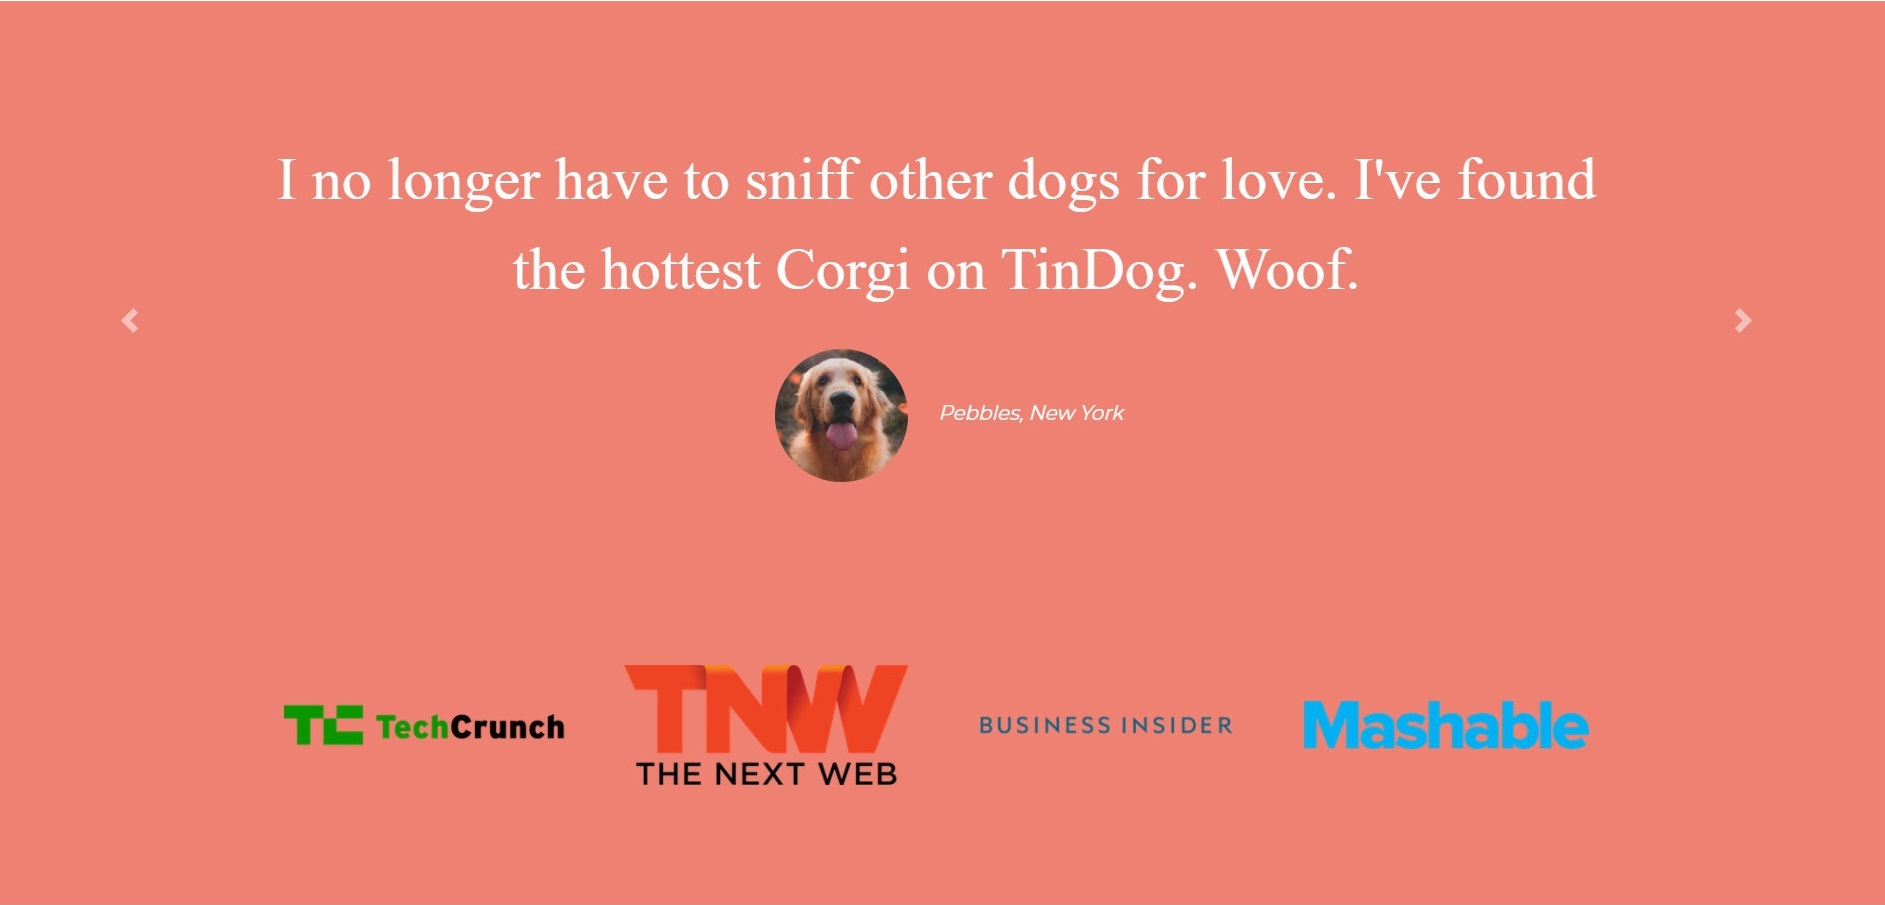 I no longer have to sniff other dogs for love. I've found
the hottest Corgi on TinDog. Woof.
Pebbles, New York
TC TechCrunch
TNW
THE NEXT WEB
BUSINESS INSIDER
Mashable